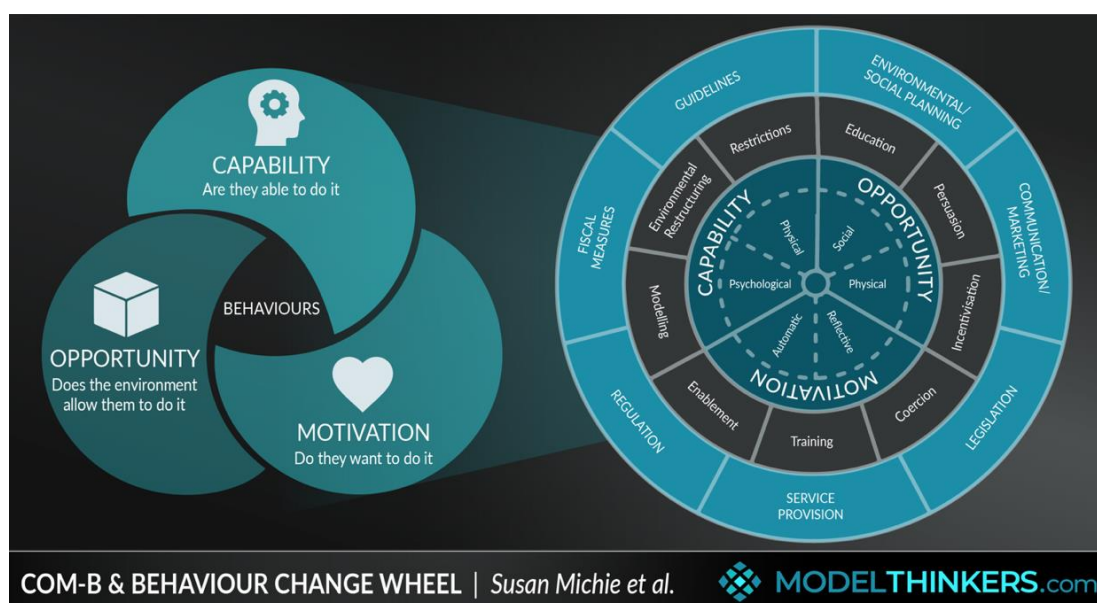 CAPABILITY
Are they able to do it
BEHAVIOURS
OPPORTUNITY
Does the environment
allow them to do it
MOTIVATION
Do they want to do it
GUIDELINES
ENVIRONMENTAL/
SOCIAL PLANNING
COMMUNICATION/
MARKETING
LEGISLATION
SERVICE
PROVISION
REGULATION
FISCAL
MEASURES
Restrictions
Education
Persuasion
Incentivisation
Coercion
Training
Enablement
Modelling
Environmental
Restructuring
CAPABILITY
OPPORTUNITY
MOTIVATION
Physical
Social
Psychological
Physical
Automatic
Reflective
COM-B & BEHAVIOUR CHANGE WHEEL | Susan Michie et al.
MODELTHINKERS.com